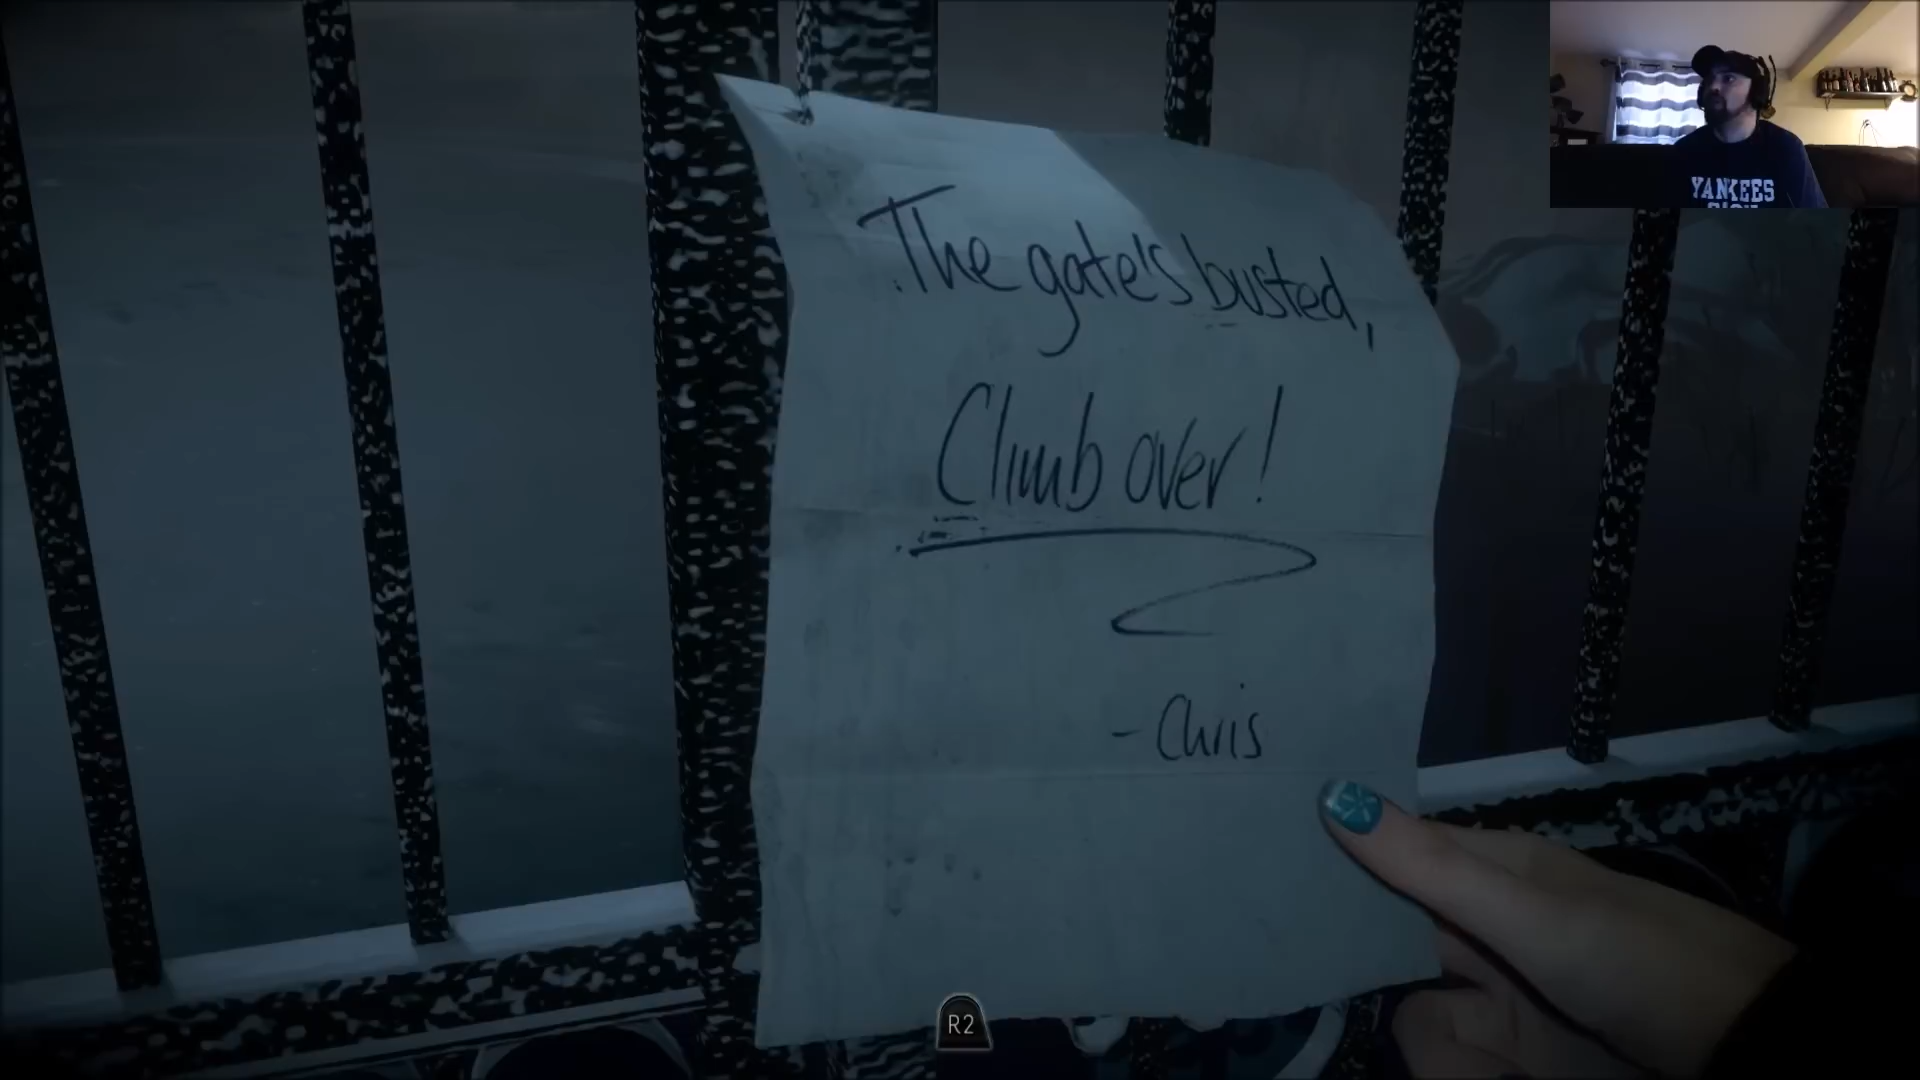 The gate's busted,
Climb over!
- Chris
R2
YANKEES